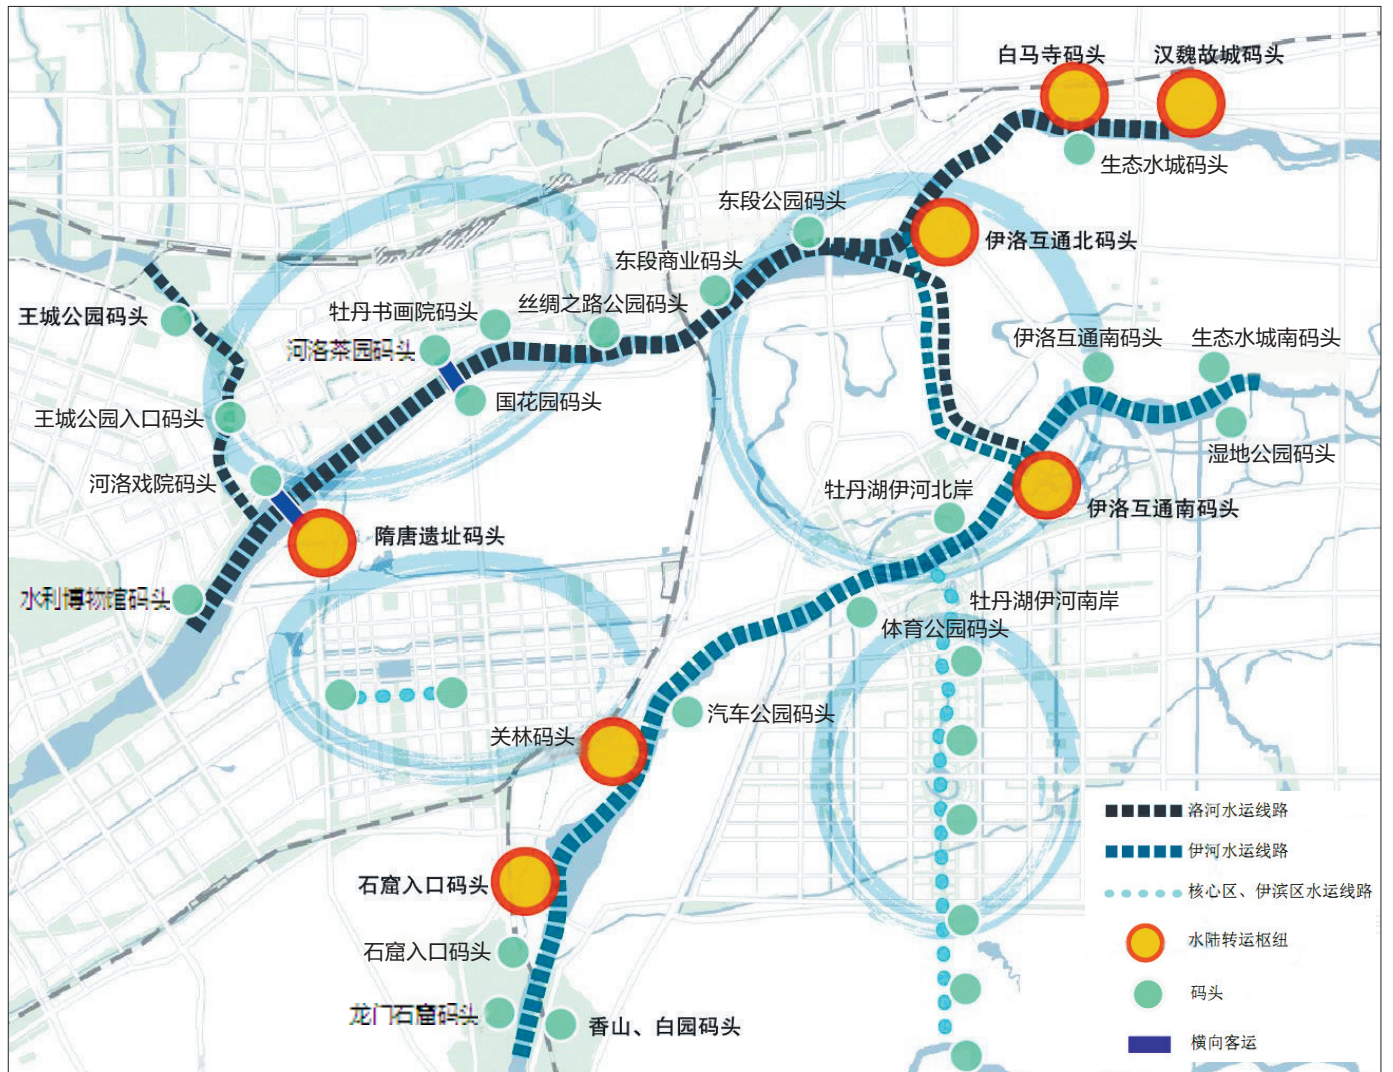 白马寺码头
汉魏故城码头
生态水城码头
东段公园码头
伊洛互通北码头
东段商业码头
丝绸之路公园码头
牡丹书画院码头
王城公园码头
河洛茶园码头
伊洛互通南码头
生态水城南码头
国花园码头
王城公园入口码头
湿地公园码头
河洛戏院码头
牡丹湖伊河北岸
伊洛互通南码头
隋唐遗址码头
水利博物馆码头
牡丹湖伊河南岸
体育公园码头
汽车公园码头
关林码头
石窟入口码头
石窟入口码头
龙门石窟码头
香山、白园码头
洛河水运线路
伊河水运线路
核心区、伊滨区水运线路
水陆转运枢纽
码头
横向客运